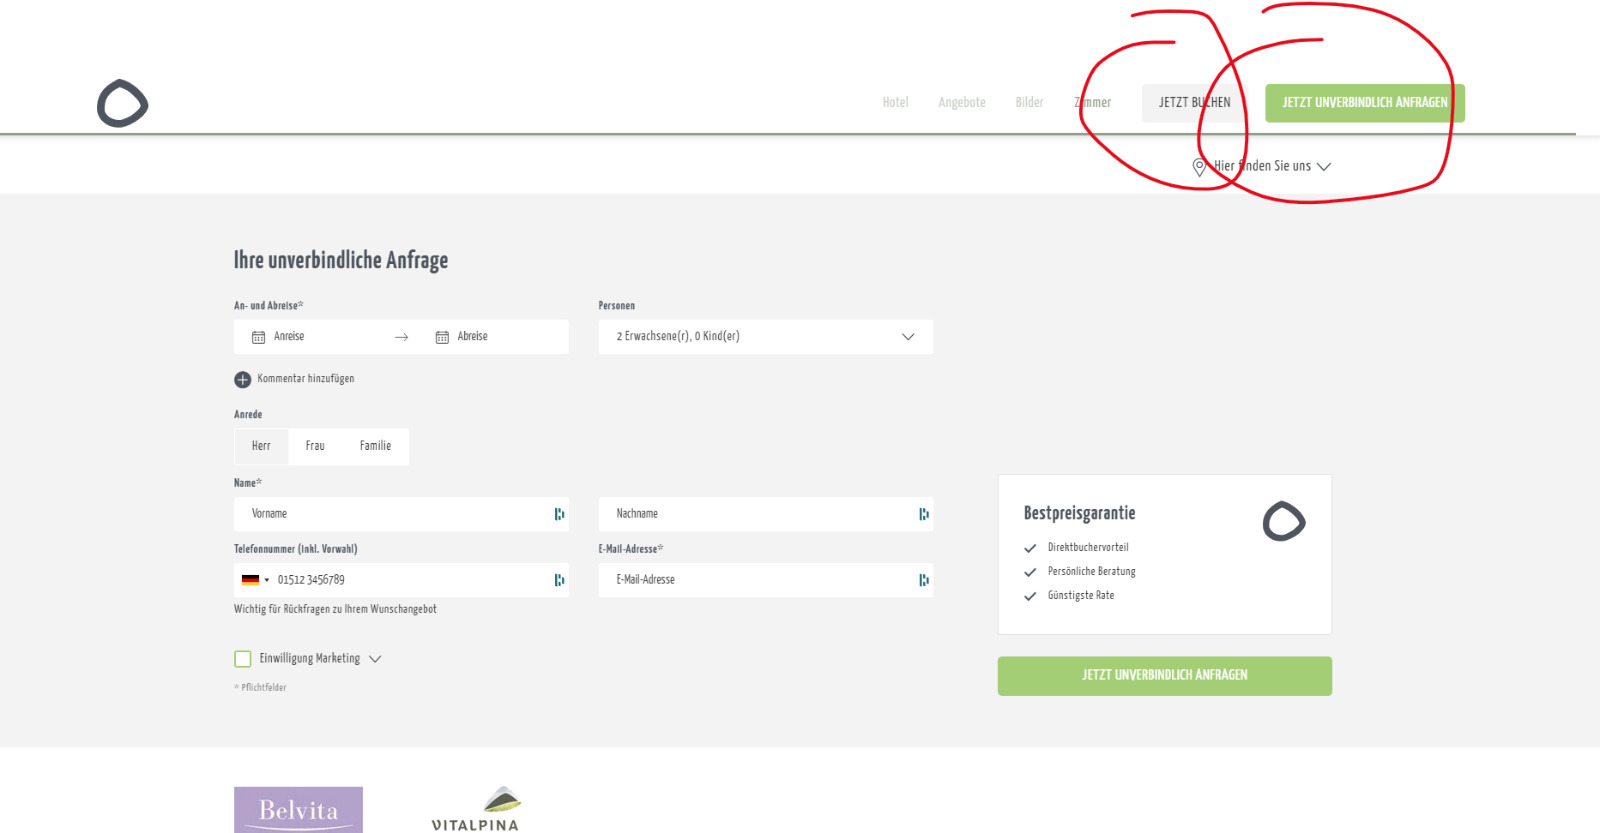 Hotel Angebote Bilder Zimmer JETZT BUCHEN JETZT UNVERBINDLICH ANFRAGEN
Hier finden Sie uns
Ihre unverbindliche Anfrage
An- und Abreise* Personen
Anreise Abreise 2 Erwachsene(r), 0 Kind(er)
Kommentar hinzufügen
Anrede
Herr Frau Familie
Name*
Vorname Nachname
Telefonnummer (inkl. Vorwahl) E-Mail-Adresse*
01512 3456789 E-Mail-Adresse
Wichtig für Rückfragen zu Ihrem Wunschangebot
Einwilligung Marketing
* Pflichtfelder
Bestpreisgarantie
Direktbuchervorteil
Persönliche Beratung
Günstigste Rate
JETZT UNVERBINDLICH ANFRAGEN
Belvita
VITALPINA